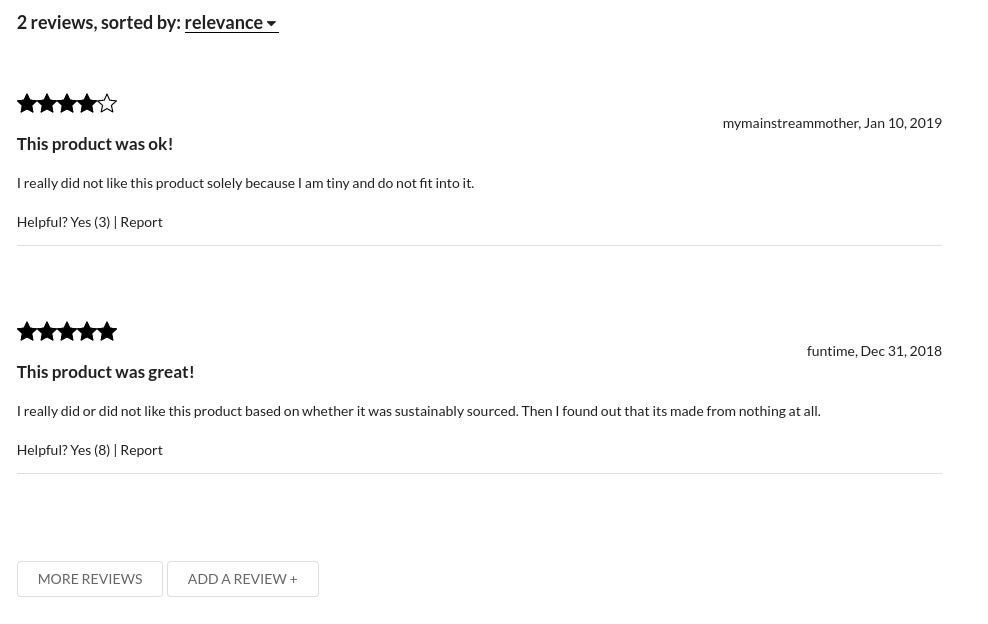 2 reviews, sorted by: relevance
mymainstreammother, Jan 10, 2019
This product was ok!
I really did not like this product solely because I am tiny and do not fit into it.
Helpful? Yes (3) | Report
funtime, Dec 31, 2018
This product was great!
I really did or did not like this product based on whether it was sustainably sourced. Then I found out that its made from nothing at all.
Helpful? Yes (8) | Report
MORE REVIEWS ADD A REVIEW +